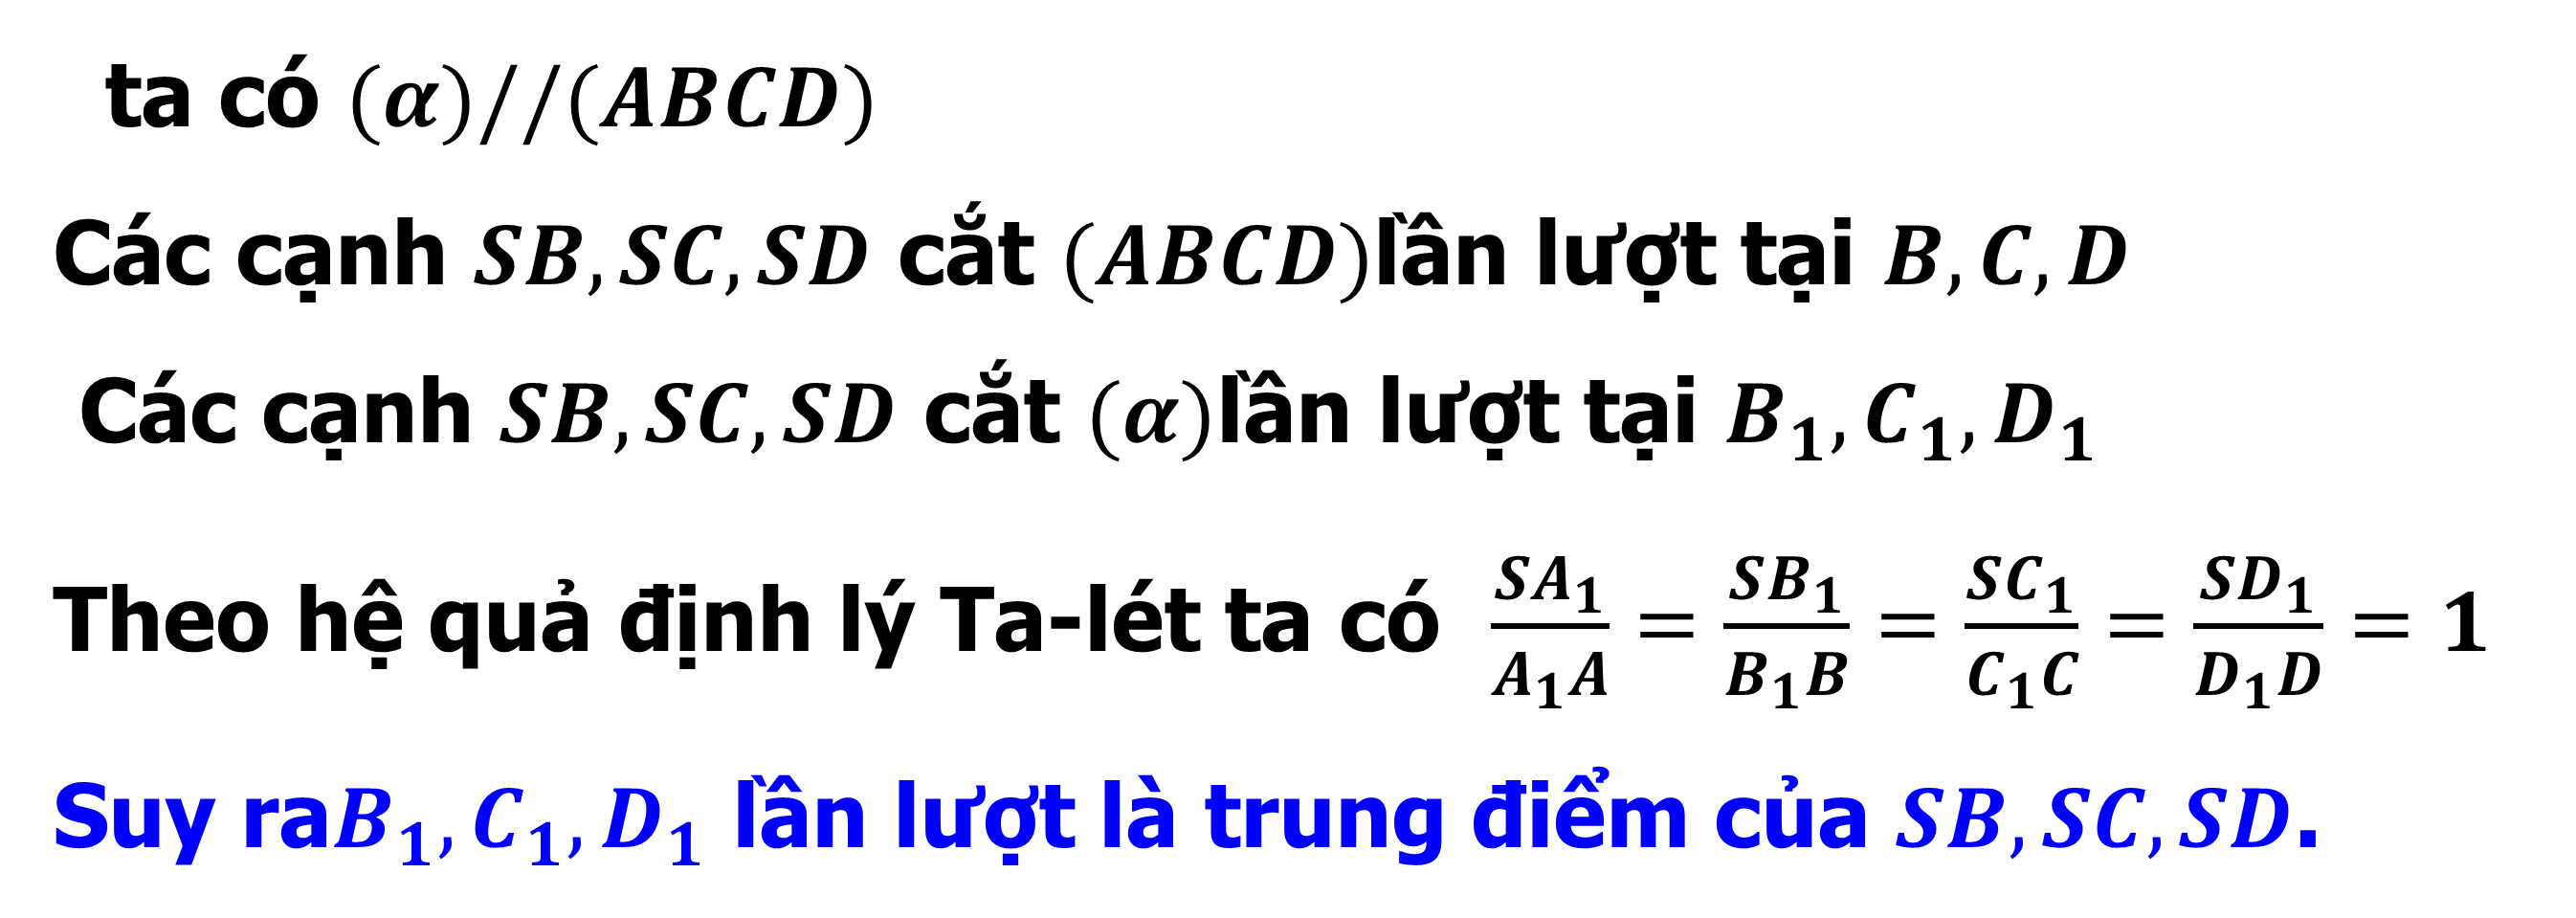 ta có (α)//(ABCD)
Các cạnh SB, SC, SD cắt (ABCD)lần lượt tại B, C, D
Các cạnh SB, SC, SD cắt (α)lần lượt tại B₁, C₁, D₁
Theo hệ quả định lý Ta-lét ta có SA₁/A₁A = SB₁/B₁B = SC₁/C₁C = SD₁/D₁D = 1
Suy raB₁, C₁, D₁ lần lượt là trung điểm của SB, SC, SD.